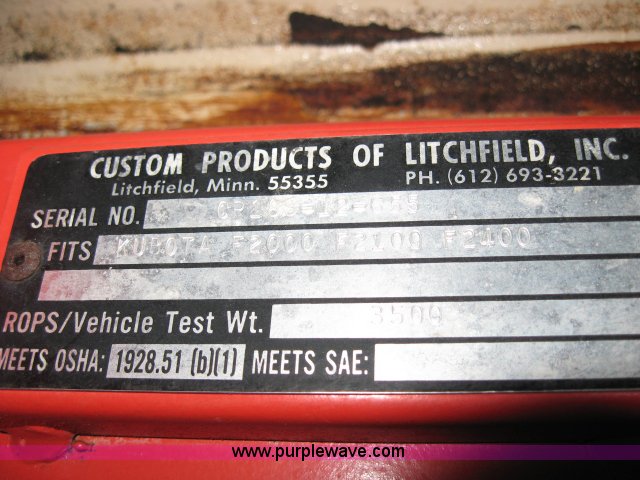 CUSTOM PRODUCTS OF LITCHFIELD, INC.
Litchfield, Minn. 55355 PH. (612) 693-3221
SERIAL NO.
FITS KUBOTA F2000 F2100 F2400
ROPS/Vehicle Test Wt. 3500
MEETS OSHA: 1928.51 (b)(1) MEETS SAE:
www.purplewave.com